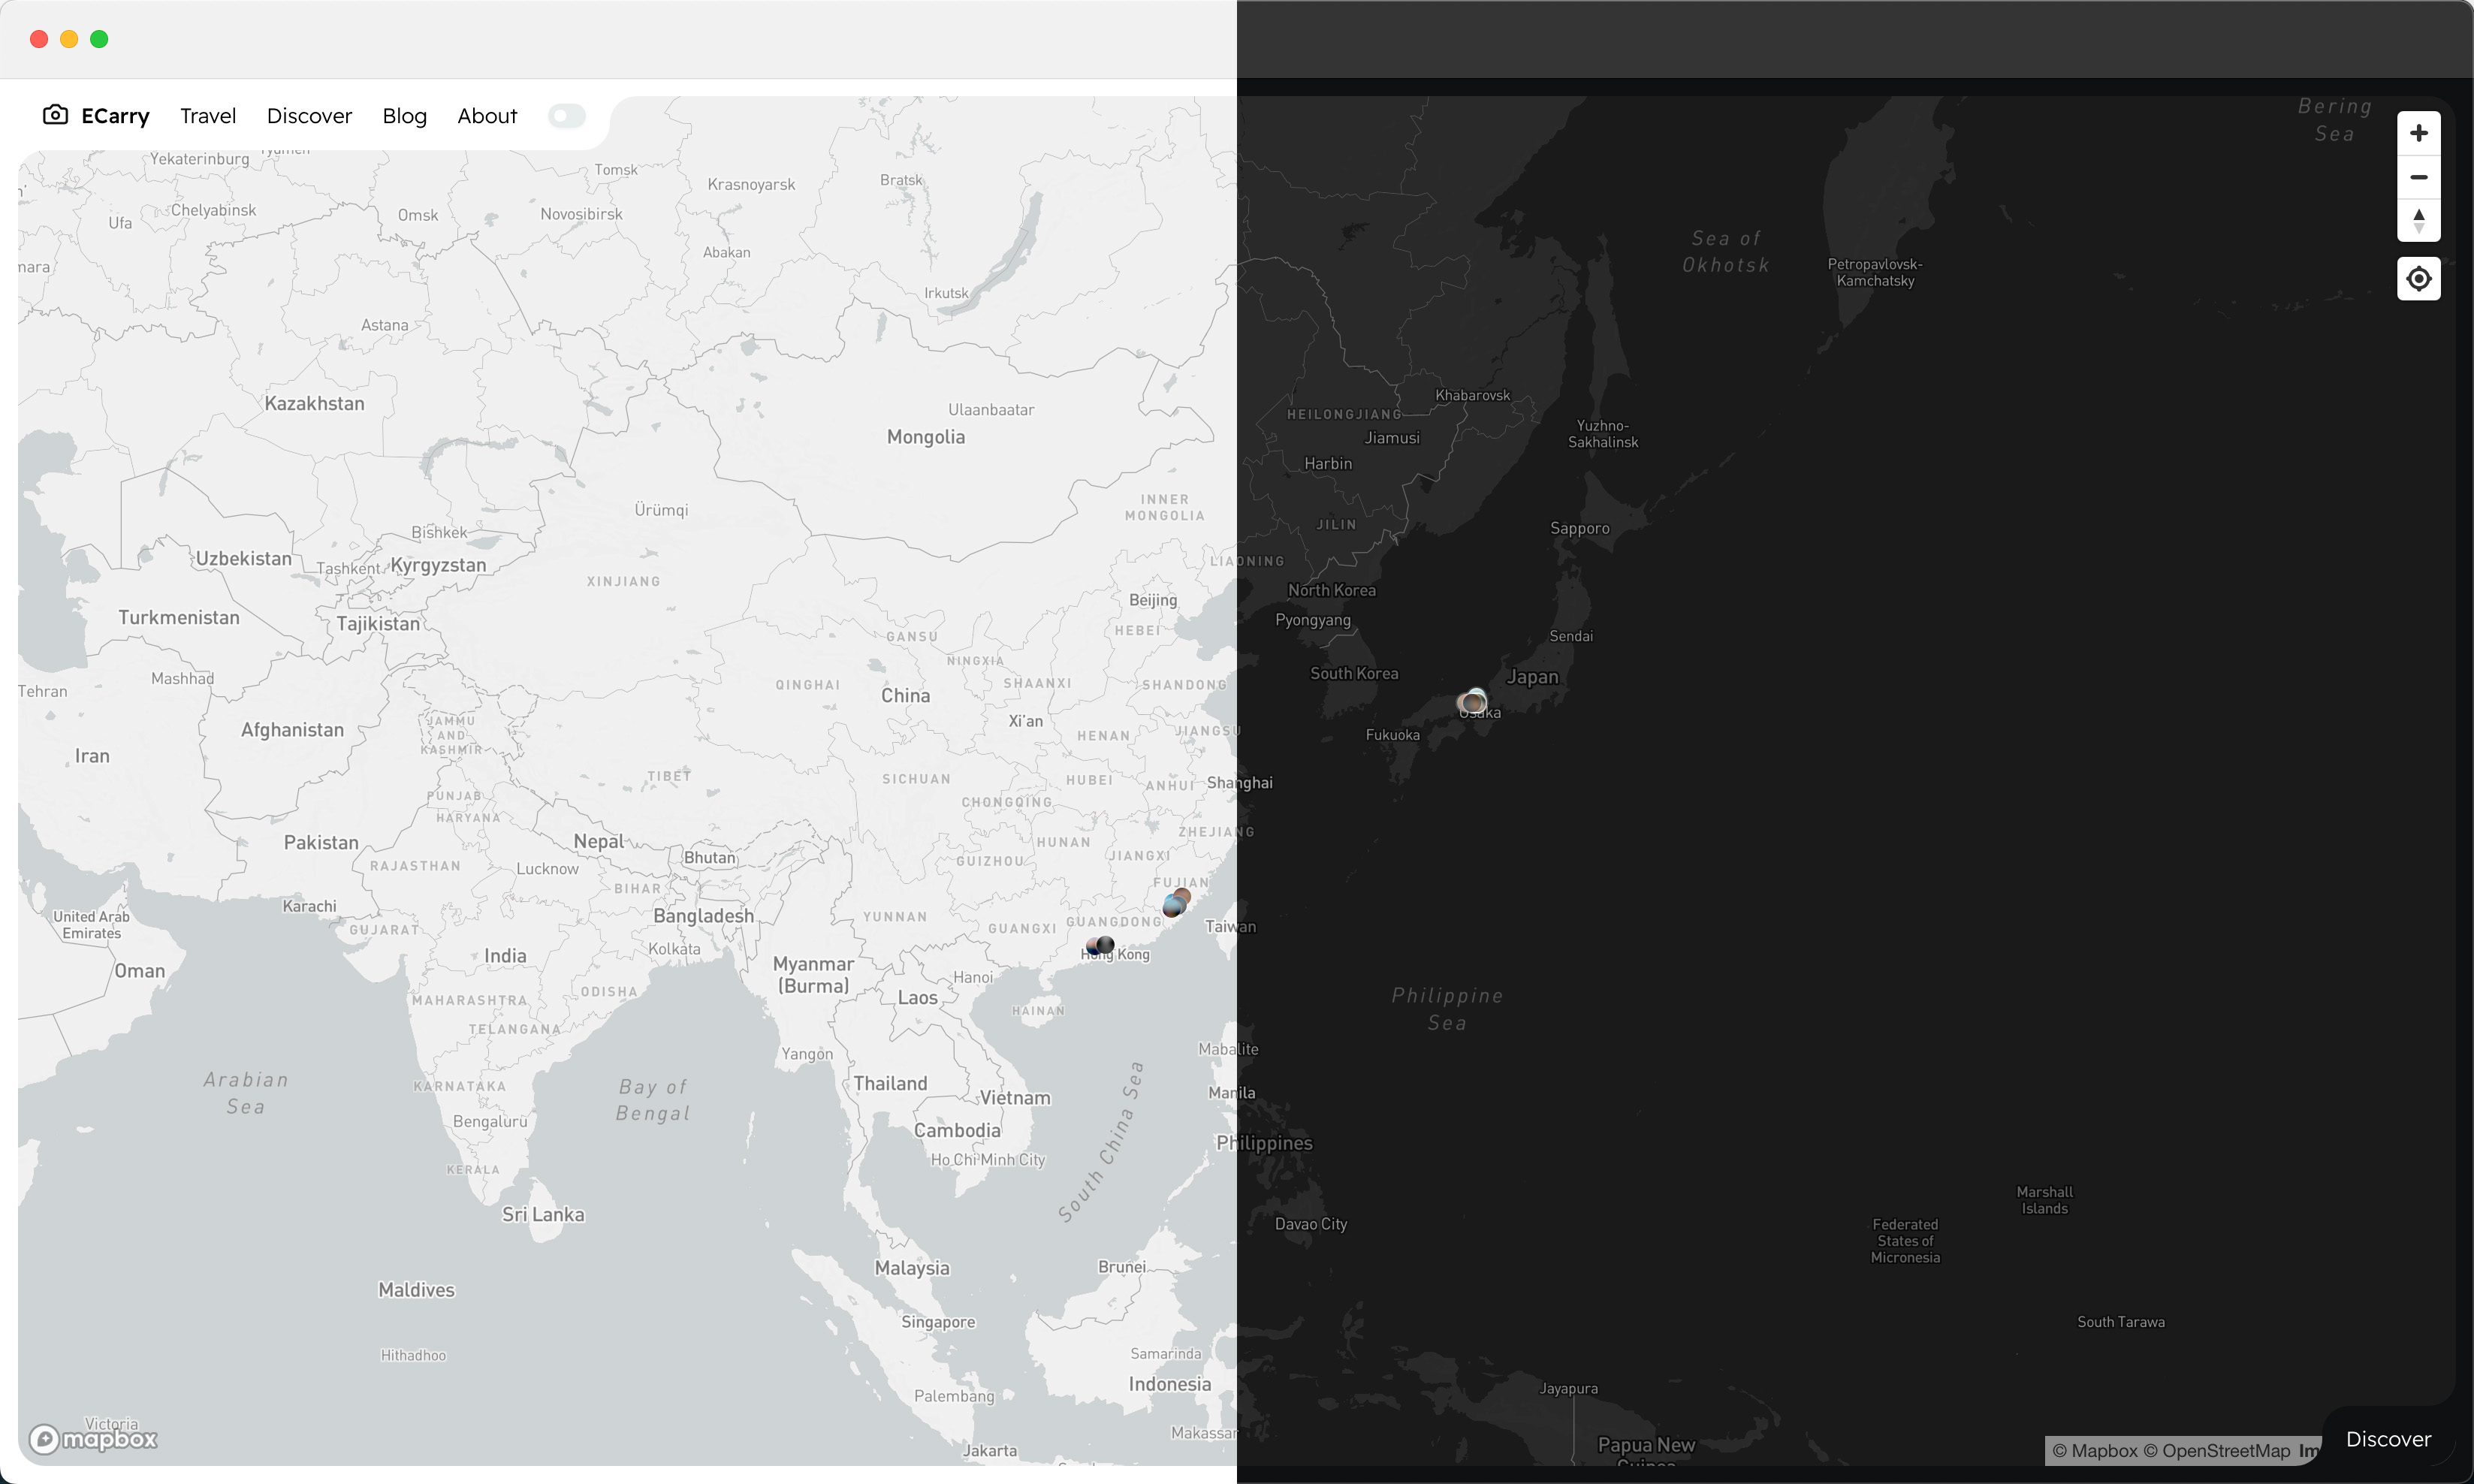 ECarry Travel Discover Blog About
Bering
Sea
Yekaterinburg
Tomsk
Krasnoyarsk
Bratsk
Chelyabinsk
Ufa
Omsk
Novosibirsk
Abakan
Sea of
Okhotsk
Petropavlovsk-
Kamchatsky
mara
Irkutsk
Astana
Kazakhstan
Ulaanbaatar
Mongolia
Khabarovsk
HEILONGJIANG
Jiamusi
Yuzhno-
Sakhalinsk
Harbin
INNER
MONGOLIA
Ürümqi
JILIN
Sapporo
Bishkek
Uzbekistan
Tashkent
Kyrgyzstan
XINJIANG
LIAONING
North Korea
Beijing
Turkmenistan
Tajikistan
Pyongyang
HEBEI
GANSU
Sendai
NINGXIA
Mashhad
Tehran
QINGHAI
SHAANXI
SHANDONG
South Korea
Japan
China
Xi'an
Osaka
JAMMU
AND
KASHMIR
Afghanistan
HENAN
JIANGSU
Fukuoka
Iran
TIBET
SICHUAN
HUBEI
ANHUI
Shanghai
PUNJAB
CHONGQING
HARYANA
ZHEJIANG
Pakistan
Nepal
HUNAN
Bhutan
JIANGXI
RAJASTHAN
Lucknow
GUIZHOU
BIHAR
FUJIAN
Karachi
United Arab
Emirates
Bangladesh
YUNNAN
GUANGDONG
GUANGXI
Taiwan
GUJARAT
India
Kolkata
Hong Kong
Myanmar
(Burma)
Oman
Hanoi
MAHARASHTRA
ODISHA
Laos
HAINAN
Philippine
Sea
TELANGANA
Yangon
Mabalite
Arabian
Sea
KARNATAKA
Bay of
Bengal
Thailand
Vietnam
Manila
South China Sea
Bengaluru
Cambodia
Philippines
Ho Chi Minh City
KERALA
Sri Lanka
Davao City
Marshall
Islands
Federated
States of
Micronesia
Malaysia
Brunei
Maldives
Singapore
South Tarawa
Hithadhoo
Samarinda
Indonesia
Palembang
Jayapura
Victoria
mapbox
Makassar
Jakarta
Papua New
Guinea
© Mapbox © OpenStreetMap Im
Discover